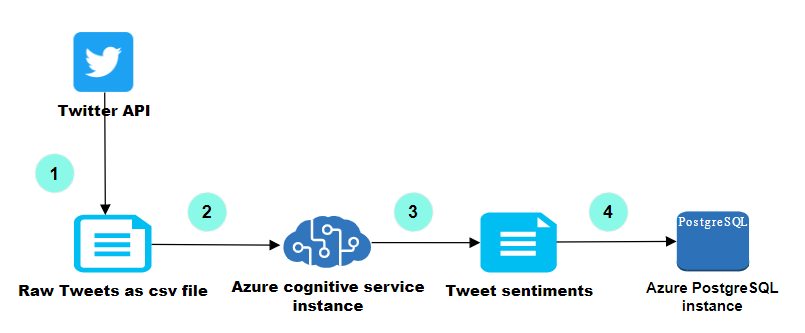 Twitter API
1
2
3
4
PostgreSQL
Raw Tweets as csv file
Azure cognitive service
instance
Tweet sentiments
Azure PostgreSQL
instance